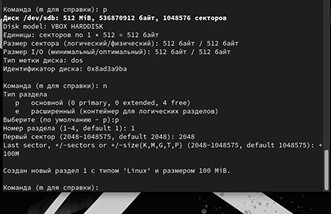 Команда (m для справки): p
Диск /dev/sdb: 512 MiB, 536870912 байт, 1048576 секторов
Disk model: VBOX HARDDISK
Единицы: секторов по 1 * 512 = 512 байт
Размер сектора (логический/физический): 512 байт / 512 байт
Размер I/O (минимальный/оптимальный): 512 байт / 512 байт
Тип метки диска: dos
Идентификатор диска: 0x8ad3a9ba
Команда (m для справки): n
Тип раздела
p основной (0 primary, 0 extended, 4 free)
e расширенный (контейнер для логических разделов)
Выберите (по умолчанию - p):p
Номер раздела (1-4, default 1): 1
Первый сектор (2048-1048575, default 2048): 2048
Last sector, +/-sectors or +/-size{K,M,G,T,P} (2048-1048575, default 1048575): +
100M
Создан новый раздел 1 с типом 'Linux' и размером 100 MiB.
Команда (m для справки):